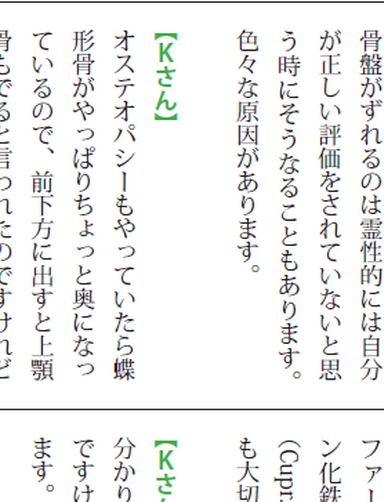 骨盤がずれるのは霊性的には自分
が正しい評価をされていないと思
う時にそうなることもあります。
色々な原因があります。
【Kさん】
オステオパシーもやっていたら蝶
形骨がやっぱりちょっと奥になっ
ているので、前下方に出すと上顎
骨もでると言われたのですけれど
ファー
ン化鉄
(Cupr
も大切
【Kさ
分かり
ですけ
ます。